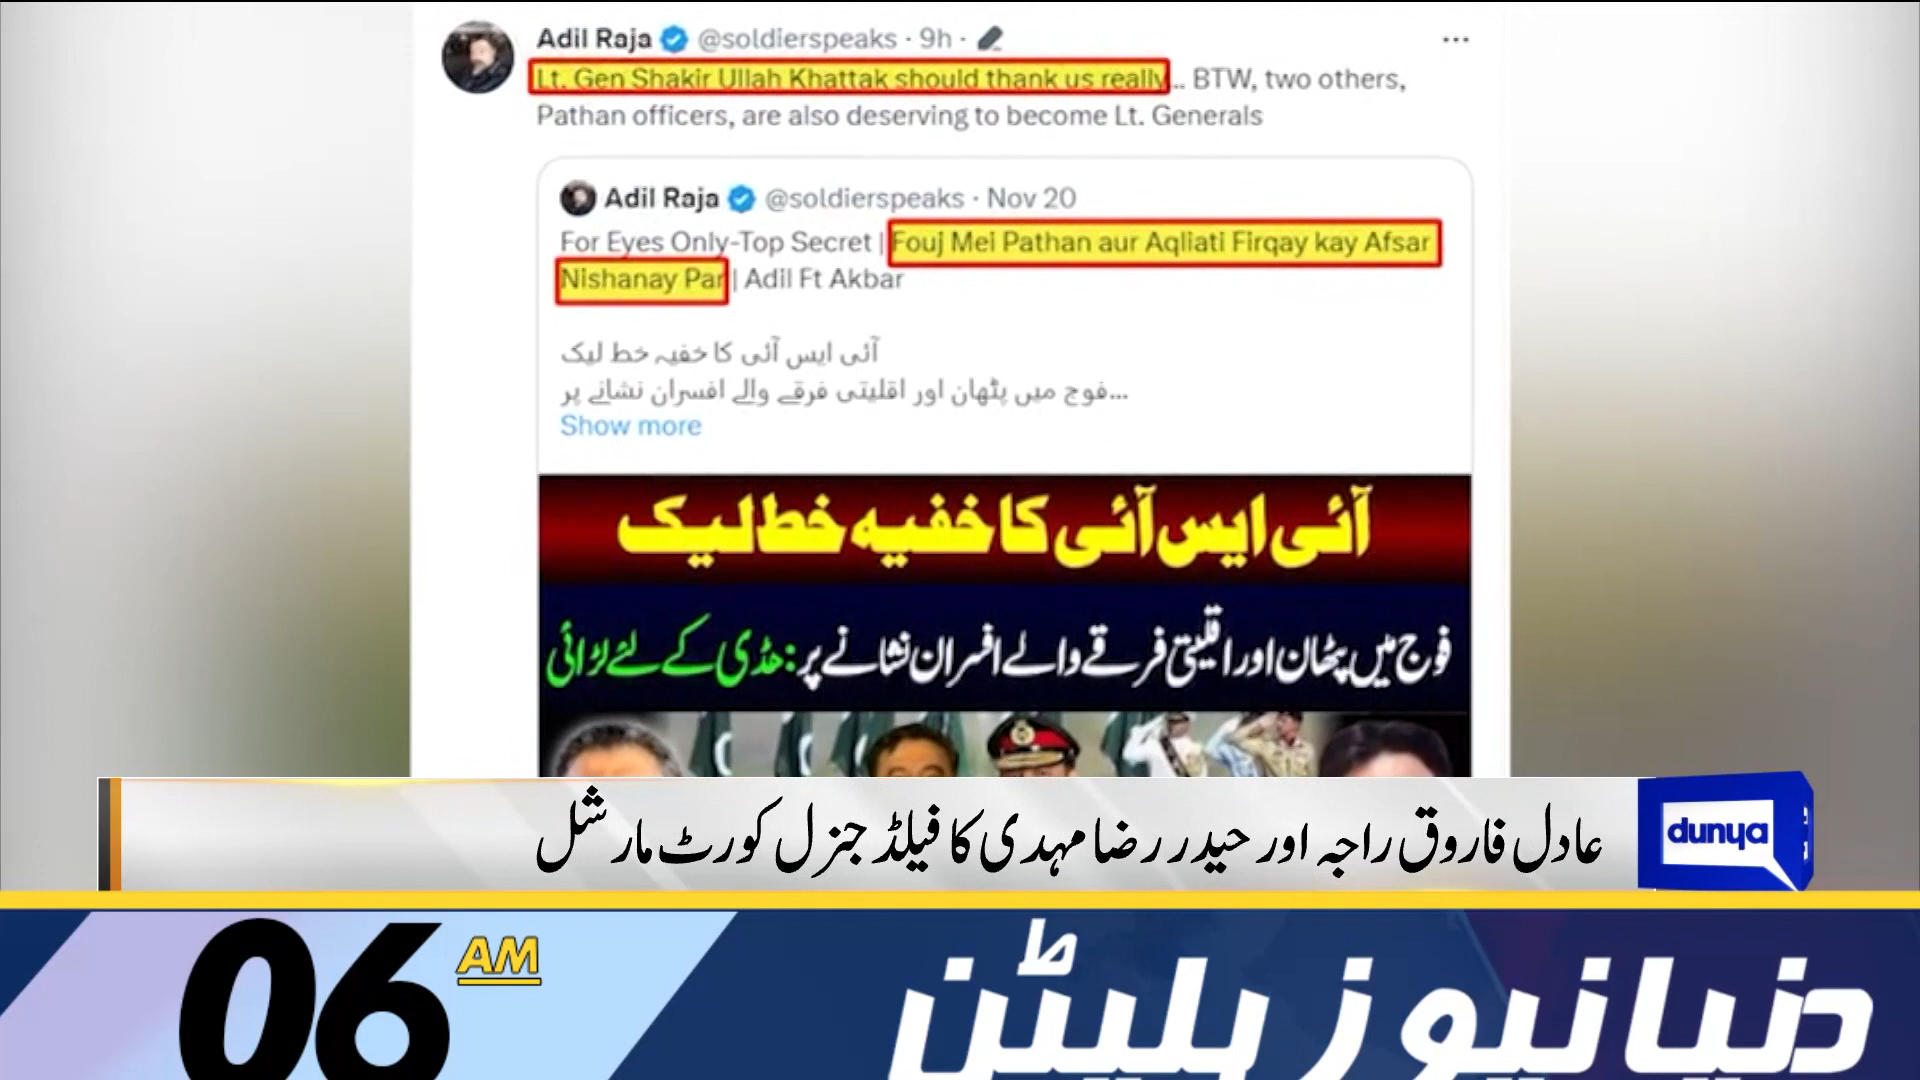 Adil Raja @soldierspeaks · 9h ·
Lt. Gen Shakir Ullah Khattak should thank us really... BTW, two others,
Pathan officers, are also deserving to become Lt. Generals
Adil Raja @soldierspeaks · Nov 20
For Eyes Only-Top Secret | Fouj Mei Pathan aur Aqliati Firqay kay Afsar
Nishanay Par | Adil Ft Akbar
آئی ایس آئی کا خفیہ خط لیک
فوج میں پٹھان اور اقلیتی فرقے والے افسران نشانے پر...
Show more
آئی ایس آئی کا خفیہ خط لیک
فوج میں پٹھان اور اقلیتی فرقے والے افسران نشانے پر: ھڈی کے لئے لڑائی
عادل فاروق راجہ اور حیدر رضا مہدی کا فیلڈ جنرل کورٹ مارشل
dunya
06 AM
دنیا نیوز بلیٹن